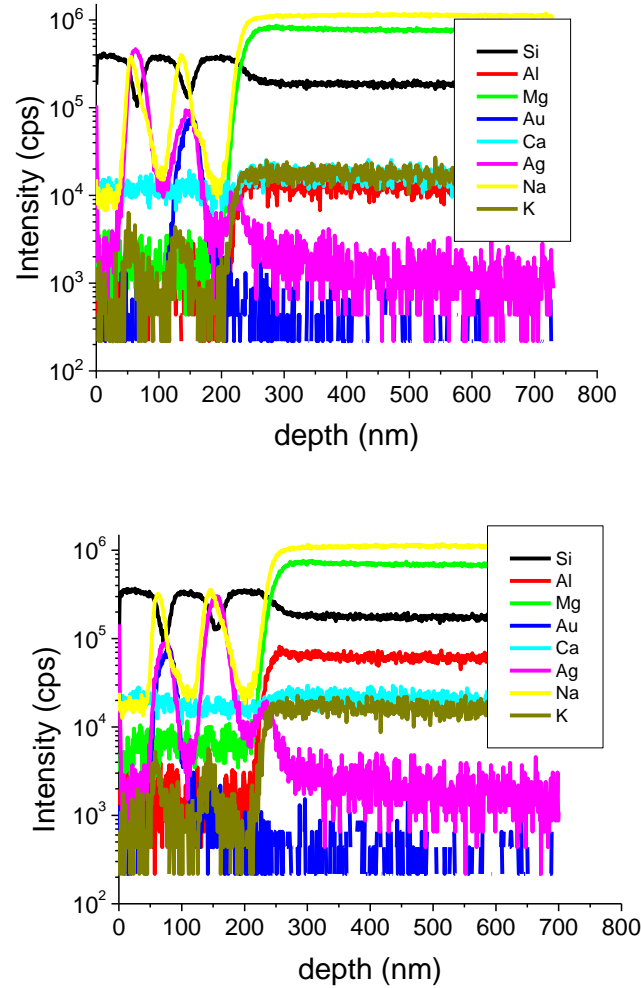 10^6
10^5
10^4
10^3
10^2
Intensity (cps)
Si
Al
Mg
Au
Ca
Ag
Na
K
0 100 200 300 400 500 600 700 800
depth (nm)
10^6
10^5
10^4
10^3
10^2
Intensity (cps)
Si
Al
Mg
Au
Ca
Ag
Na
K
0 100 200 300 400 500 600 700 800
depth (nm)